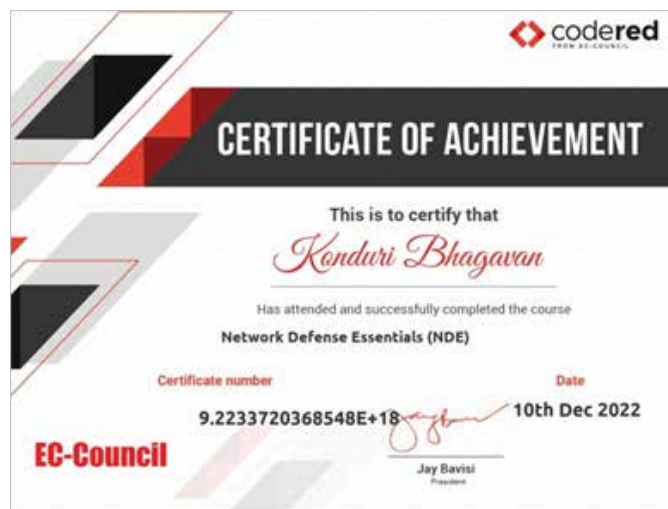 codered
FROM EC-COUNCIL
CERTIFICATE OF ACHIEVEMENT
This is to certify that
Konduri Bhagavan
Has attended and successfully completed the course
Network Defense Essentials (NDE)
Certificate number
Date
9.2233720368548E+18
10th Dec 2022
EC-Council
Jay Bavisi
President